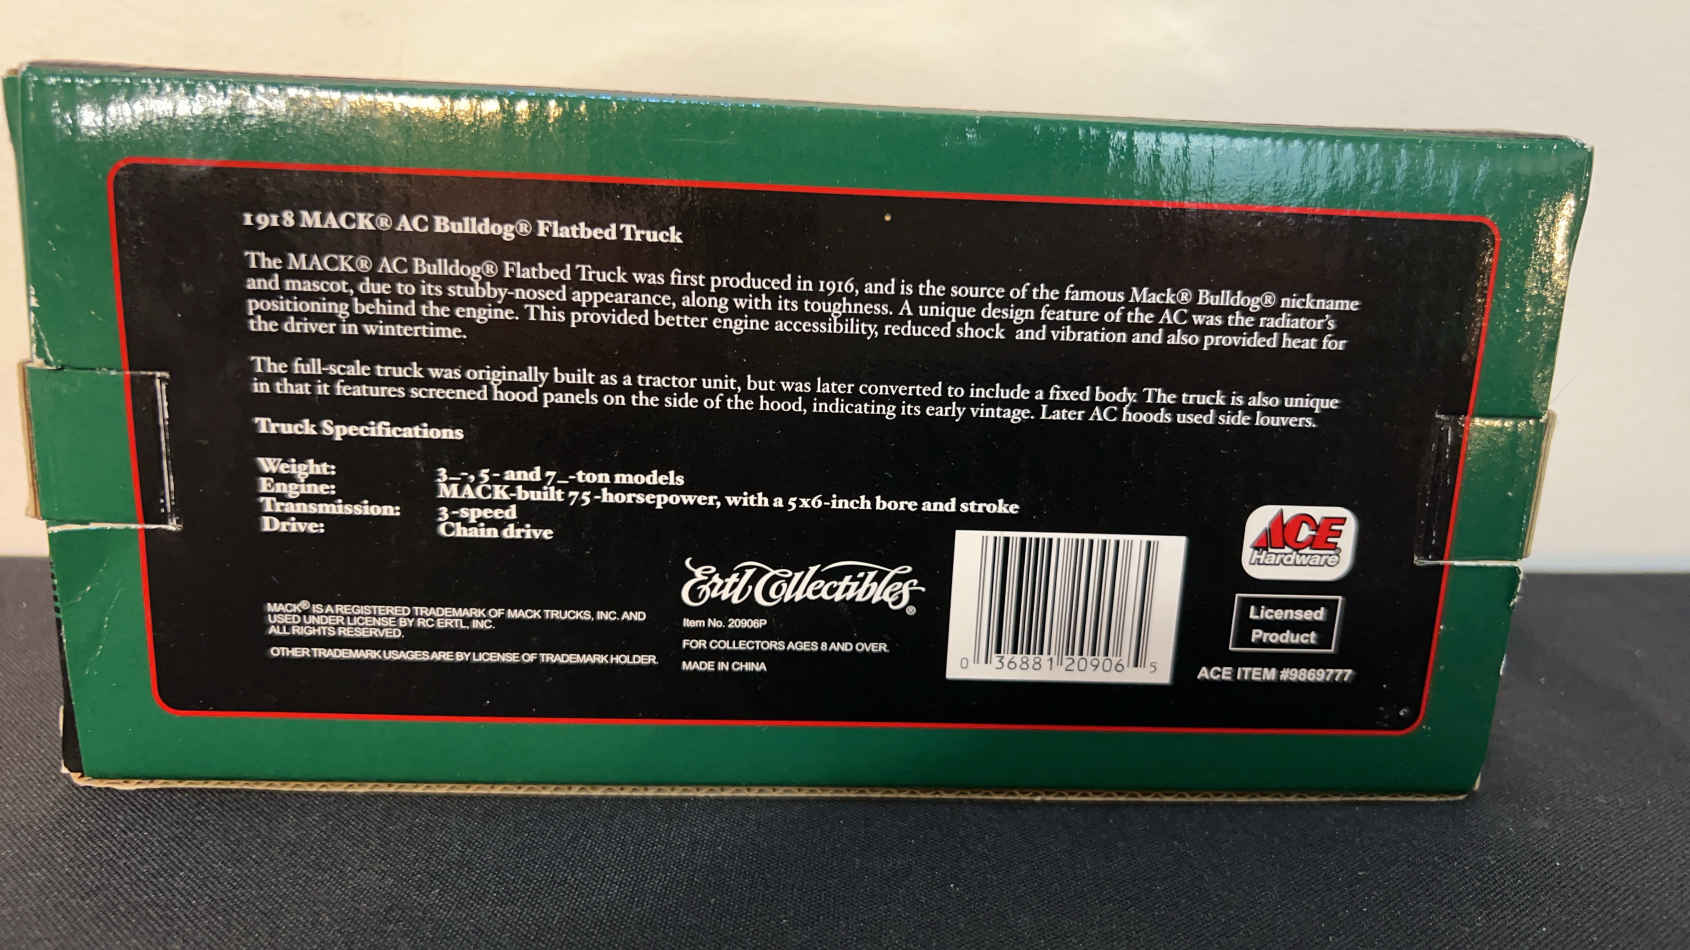 1918 MACK® AC Bulldog® Flatbed Truck
The MACK® AC Bulldog® Flatbed Truck was first produced in 1916, and is the source of the famous Mack® Bulldog® nickname
and mascot, due to its stubby-nosed appearance, along with its toughness. A unique design feature of the AC was the radiator's
positioning behind the engine. This provided better engine accessibility, reduced shock and vibration and also provided heat for
the driver in wintertime.
The full-scale truck was originally built as a tractor unit, but was later converted to include a fixed body. The truck is also unique
in that it features screened hood panels on the side of the hood, indicating its early vintage. Later AC hoods used side louvers.
Truck Specifications
Weight: 3_-, 5- and 7_-ton models
Engine: MACK-built 75-horsepower, with a 5x6-inch bore and stroke
Transmission: 3-speed
Drive: Chain drive
MACK® IS A REGISTERED TRADEMARK OF MACK TRUCKS, INC. AND
USED UNDER LICENSE BY RC ERTL, INC.
ALL RIGHTS RESERVED.
OTHER TRADEMARK USAGES ARE BY LICENSE OF TRADEMARK HOLDER.
Ertl Collectibles®
Item No. 20906P
FOR COLLECTORS AGES 8 AND OVER.
MADE IN CHINA
0 36881 20906 5
ACE
Hardware
Licensed
Product
ACE ITEM #9869777